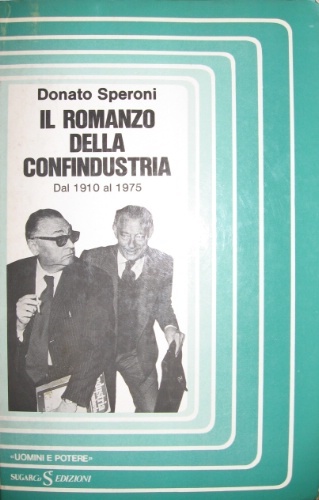 Donato Speroni
IL ROMANZO
DELLA
CONFINDUSTRIA
Dal 1910 al 1975
«UOMINI E POTERE»
SUGARCo S EDIZIONI